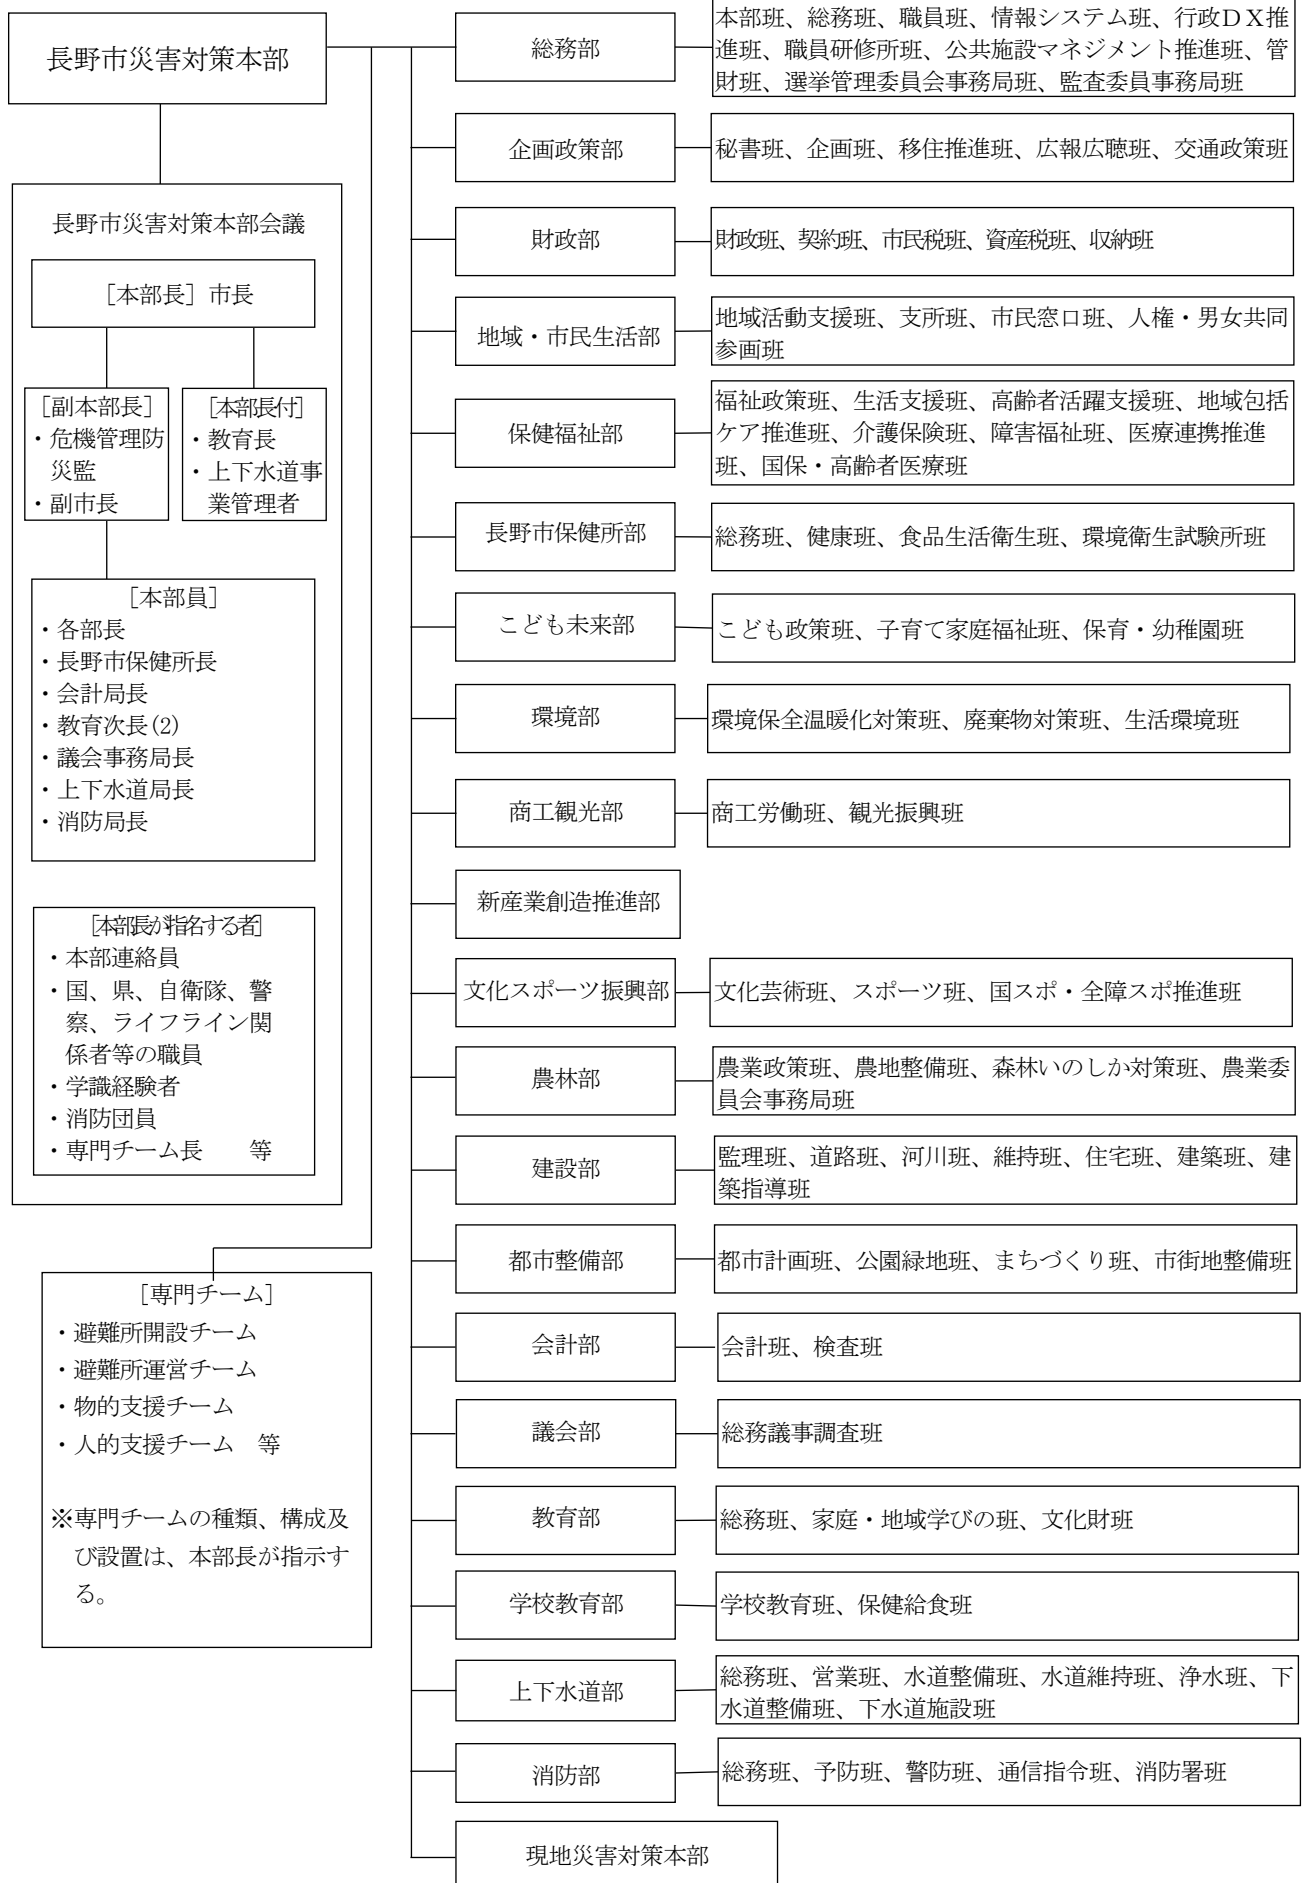 長野市災害対策本部
長野市災害対策本部会議
［本部長］市長
［副本部長］
・危機管理防
災監
・副市長
［本部長付］
・教育長
・上下水道事
業管理者
［本部員］
・各部長
・長野市保健所長
・会計局長
・教育次長(2)
・議会事務局長
・上下水道局長
・消防局長
［本部長が指名する者］
・本部連絡員
・国、県、自衛隊、警
察、ライフライン関
係者等の職員
・学識経験者
・消防団員
・専門チーム長　　等
［専門チーム］
・避難所開設チーム
・避難所運営チーム
・物的支援チーム
・人的支援チーム　等
※専門チームの種類、構成及
び設置は、本部長が指示す
る。
総務部
本部班、総務班、職員班、情報システム班、行政ＤＸ推
進班、職員研修所班、公共施設マネジメント推進班、管
財班、選挙管理委員会事務局班、監査委員事務局班
企画政策部
秘書班、企画班、移住推進班、広報広聴班、交通政策班
財政部
財政班、契約班、市民税班、資産税班、収納班
地域・市民生活部
地域活動支援班、支所班、市民窓口班、人権・男女共同
参画班
保健福祉部
福祉政策班、生活支援班、高齢者活躍支援班、地域包括
ケア推進班、介護保険班、障害福祉班、医療連携推進
班、国保・高齢者医療班
長野市保健所部
総務班、健康班、食品生活衛生班、環境衛生試験所班
こども未来部
こども政策班、子育て家庭福祉班、保育・幼稚園班
環境部
環境保全温暖化対策班、廃棄物対策班、生活環境班
商工観光部
商工労働班、観光振興班
新産業創造推進部
文化スポーツ振興部
文化芸術班、スポーツ班、国スポ・全障スポ推進班
農林部
農業政策班、農地整備班、森林いのしか対策班、農業委
員会事務局班
建設部
監理班、道路班、河川班、維持班、住宅班、建築班、建
築指導班
都市整備部
都市計画班、公園緑地班、まちづくり班、市街地整備班
会計部
会計班、検査班
議会部
総務議事調査班
教育部
総務班、家庭・地域学びの班、文化財班
学校教育部
学校教育班、保健給食班
上下水道部
総務班、営業班、水道整備班、水道維持班、浄水班、下
水道整備班、下水道施設班
消防部
総務班、予防班、警防班、通信指令班、消防署班
現地災害対策本部